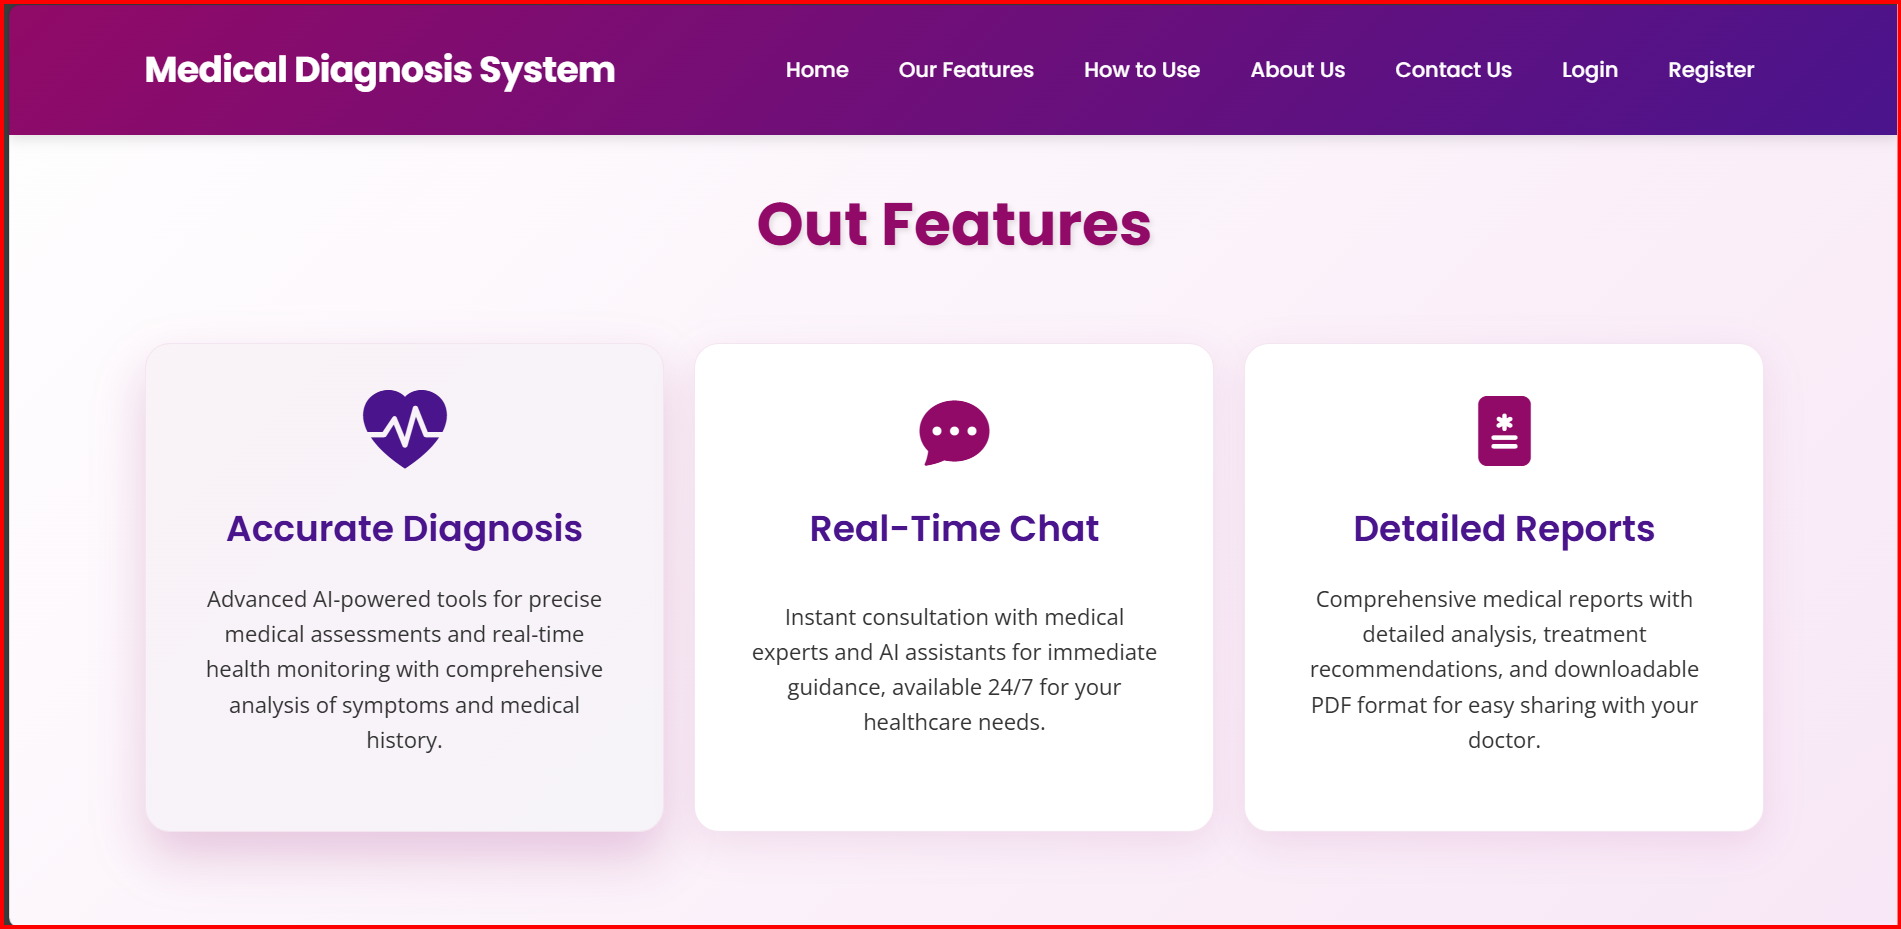 Medical Diagnosis System
Home Our Features How to Use About Us Contact Us Login Register
Out Features
Accurate Diagnosis
Advanced AI-powered tools for precise
medical assessments and real-time
health monitoring with comprehensive
analysis of symptoms and medical
history.
Real-Time Chat
Instant consultation with medical
experts and AI assistants for immediate
guidance, available 24/7 for your
healthcare needs.
Detailed Reports
Comprehensive medical reports with
detailed analysis, treatment
recommendations, and downloadable
PDF format for easy sharing with your
doctor.